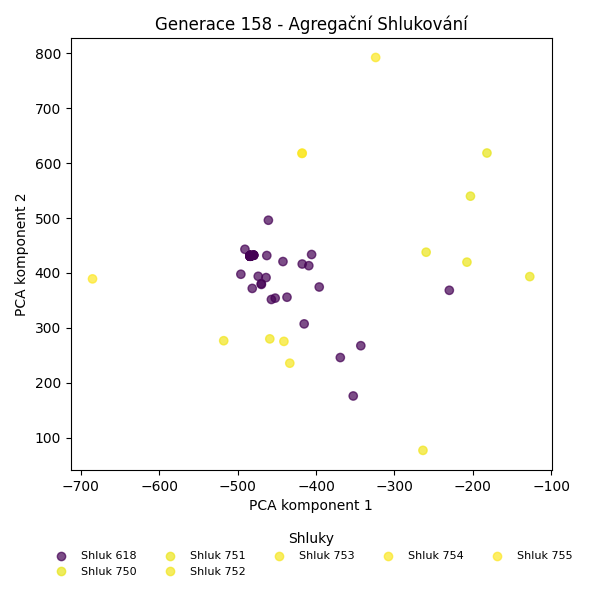 Generace 158 - Agregační Shlukování
PCA komponent 2
800
700
600
500
400
300
200
100
−700 −600 −500 −400 −300 −200 −100
PCA komponent 1
Shluky
Shluk 618 Shluk 751 Shluk 753 Shluk 754 Shluk 755
Shluk 750 Shluk 752